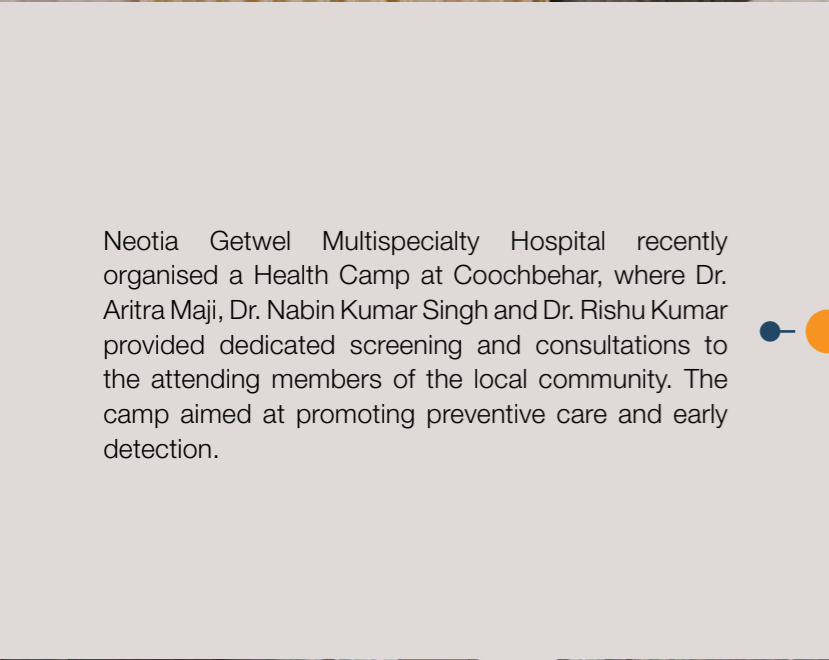 Neotia Getwel Multispecialty Hospital recently
organised a Health Camp at Coochbehar, where Dr.
Aritra Maji, Dr. Nabin Kumar Singh and Dr. Rishu Kumar
provided dedicated screening and consultations to
the attending members of the local community. The
camp aimed at promoting preventive care and early
detection.